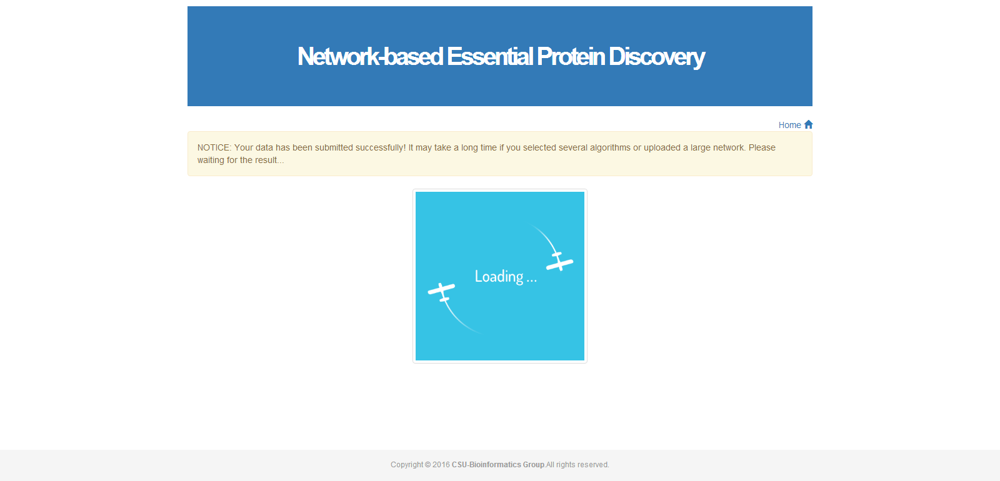 Network-based Essential Protein Discovery
Home
NOTICE: Your data has been submitted successfully! It may take a long time if you selected several algorithms or uploaded a large network. Please
waiting for the result...
Loading ...
Copyright © 2016 CSU-Bioinformatics Group.All rights reserved.